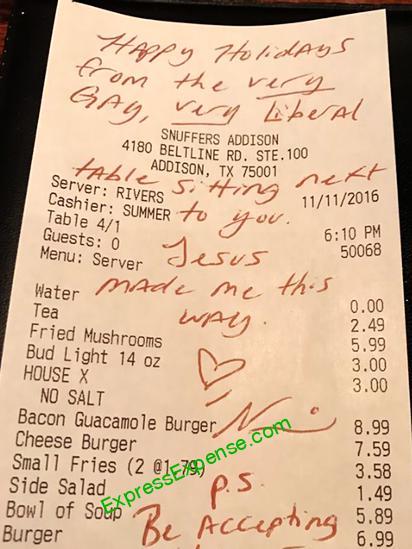 Happy Holidays
from the very
Gay, very Liberal
SNUFFERS ADDISON
4180 BELTLINE RD. STE.100
ADDISON, TX 75001
table sitting next
Server: RIVERS 11/11/2016
Cashier: SUMMER
to you.
Table 4/1 6:10 PM
Guests: 0 50068
Jesus
Menu: Server
made me this
Water 0.00
way.
Tea 2.49
Fried Mushrooms 5.99
Bud Light 14 oz 3.00
HOUSE X 3.00
NO SALT
Bacon Guacamole Burger 8.99
Cheese Burger 7.59
Small Fries (2 @1.79) 3.58
p.s.
Side Salad 1.49
Bowl of Soup 5.89
Be Accepting
Burger 6.99
ExpressExpense.com